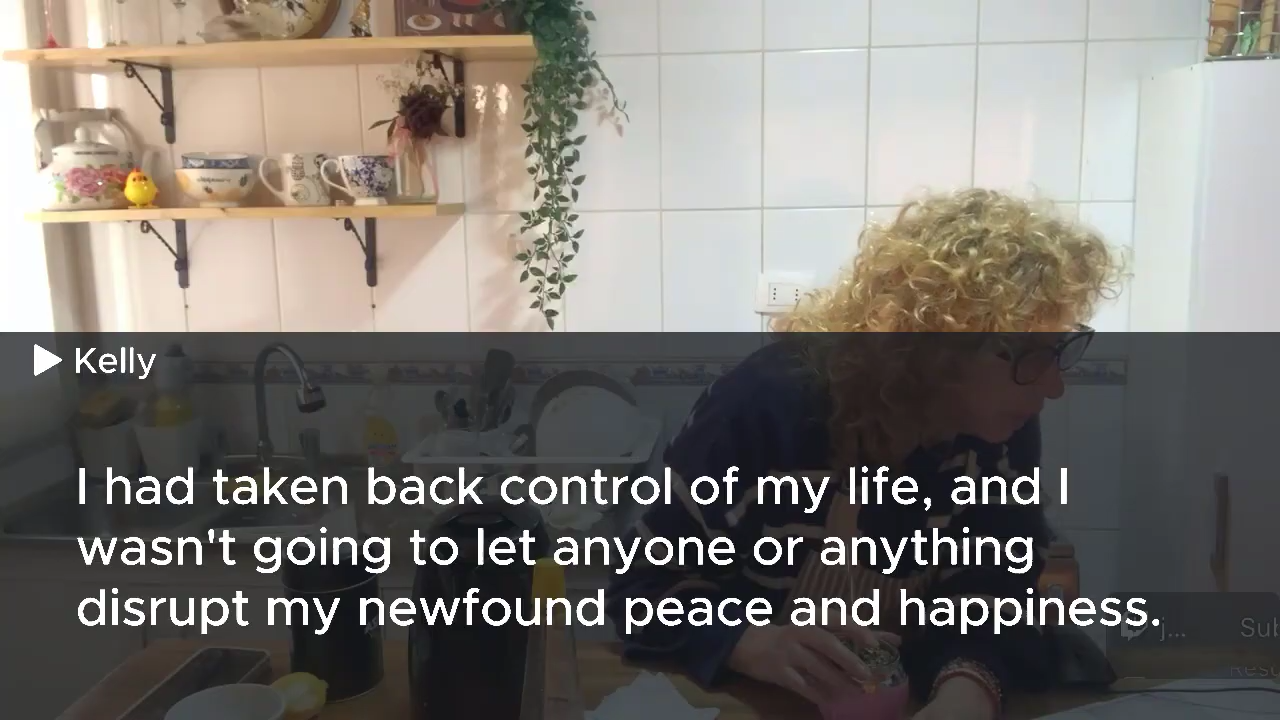 Kelly
I had taken back control of my life, and I
wasn't going to let anyone or anything
disrupt my newfound peace and happiness.
j...